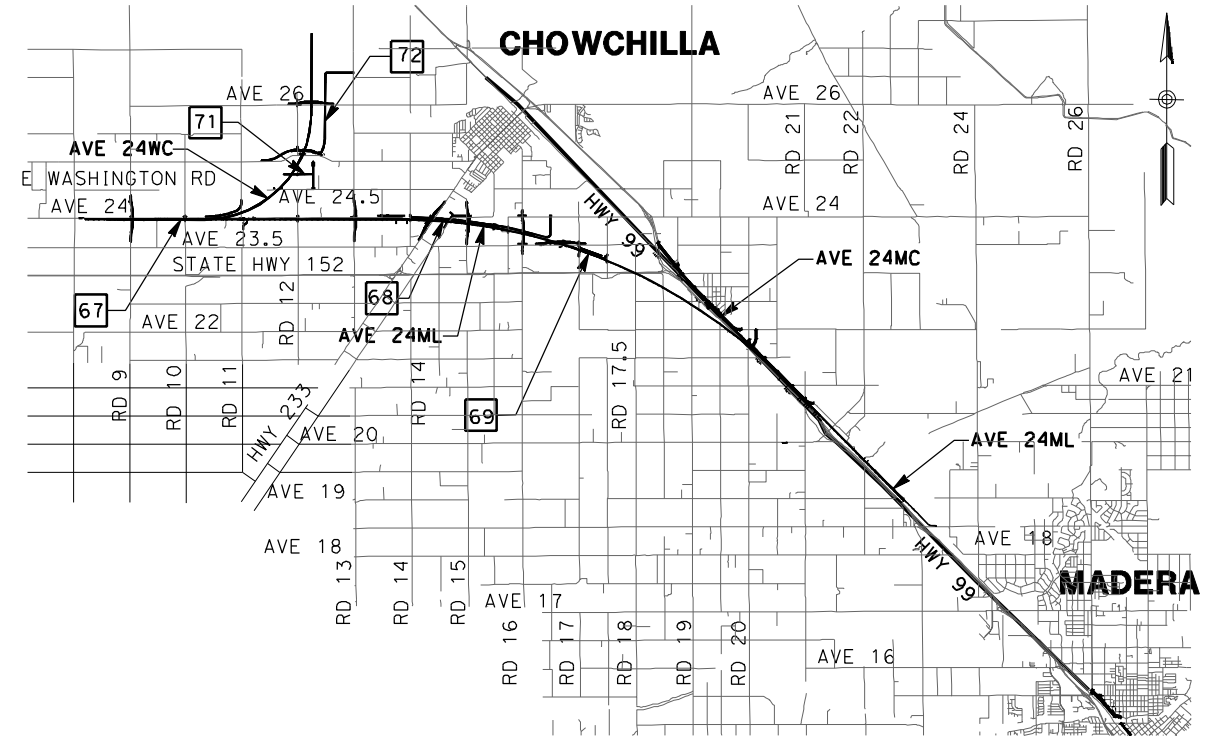 CHOWCHILLA
72
AVE 26
AVE 26
71
RD 21
RD 22
RD 24
RD 26
AVE 24WC
E WASHINGTON RD
AVE 24.5
AVE 24
AVE 24
HWY 99
AVE 23.5
STATE HWY 152
AVE 24MC
67
68
RD 12
AVE 22
AVE 24ML
RD 9
RD 10
RD 11
RD 14
RD 17.5
AVE 21
69
HWY 233
AVE 20
AVE 24ML
AVE 19
AVE 18
AVE 18
HWY 99
MADERA
RD 13
RD 14
RD 15
AVE 17
RD 16
RD 17
RD 18
RD 19
RD 20
AVE 16